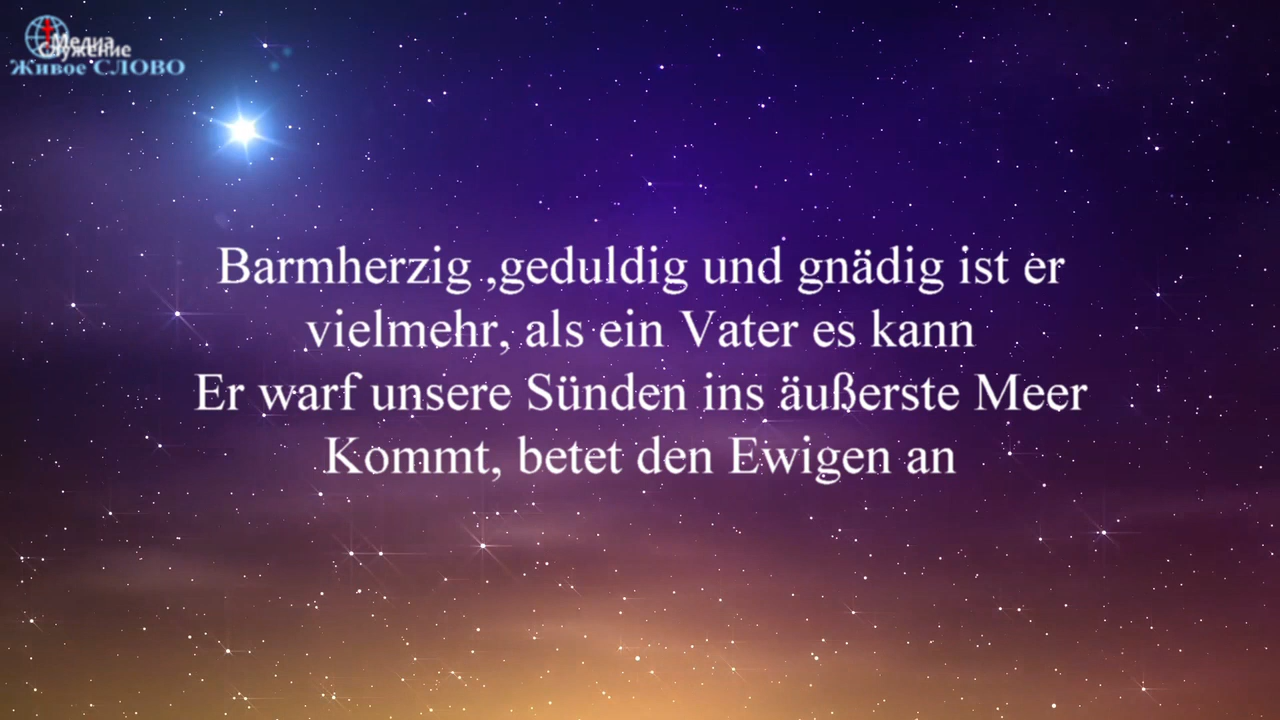 Медиа
Служение
Живое СЛОВО
Barmherzig ,geduldig und gnädig ist er
vielmehr, als ein Vater es kann
Er warf unsere Sünden ins äußerste Meer
Kommt, betet den Ewigen an